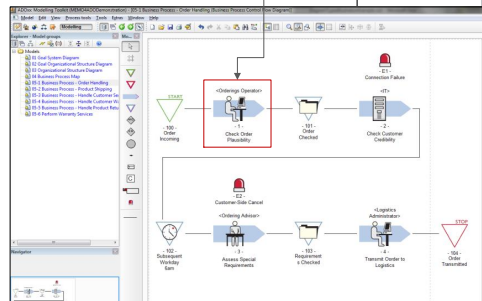 ADOxx Modelling Toolkit (MEMO4ADODemonstration) - [05-1 Business Process - Order Handling (Business Process Control Flow Diagram)]
Model Edit View Process tools Tools Extras Window Help
Modelling
Explorer - Model groups
Models
01 Goal System Diagram
02 Goal Organizational Structure Diagram
03 Organizational Structure Diagram
04 Business Process Map
05-1 Business Process - Order Handling
05-2 Business Process - Product Shipping
05-3 Business Process - Handle Customer Se
05-4 Business Process - Handle Customer Wa
05-5 Business Process - Handle Product Retu
05-6 Perform Warranty Services
Navigator
- E1 -
Connection Failure
START
- 100 -
Order
Incoming
<Orderings Operator>
- 1 -
Check Order
Plausibility
- 101 -
Order
Checked
<IT>
- 2 -
Check Customer
Credibility
- E2 -
Customer-Side Cancel
- 102 -
Subsequent
Workday
8am
<Ordering Advisor>
- 3 -
Assess Special
Requirements
- 103 -
Requirement
s Checked
<Logistics
Administrator>
- 4 -
Transmit Order to
Logistics
STOP
- 104 -
Order
Transmitted